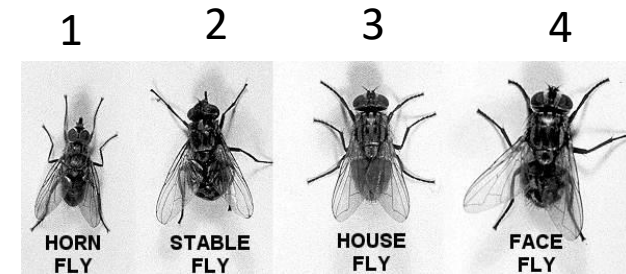 1 2 3 4
HORN FLY
STABLE FLY
HOUSE FLY
FACE FLY